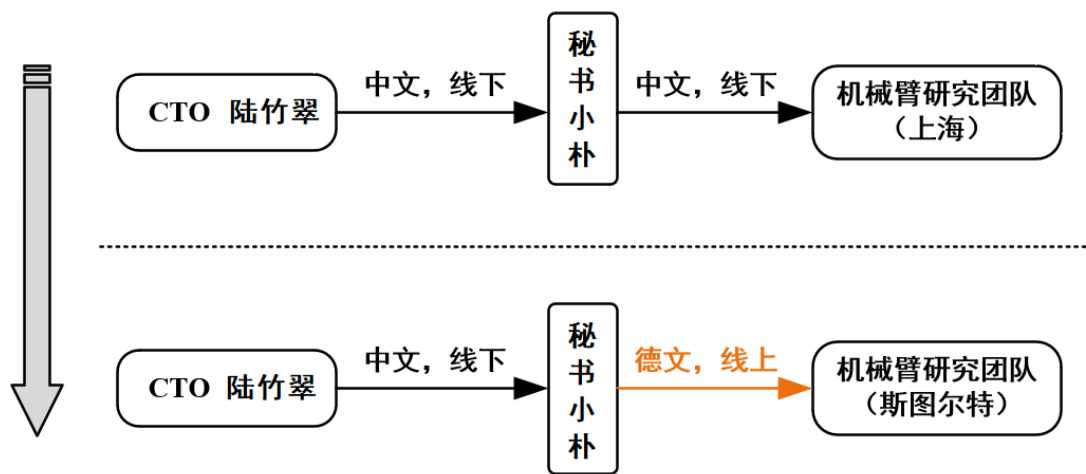 CTO 陆竹翠
中文，线下
秘书小朴
中文，线下
机械臂研究团队
（上海）
CTO 陆竹翠
中文，线下
秘书小朴
德文，线上
机械臂研究团队
（斯图尔特）